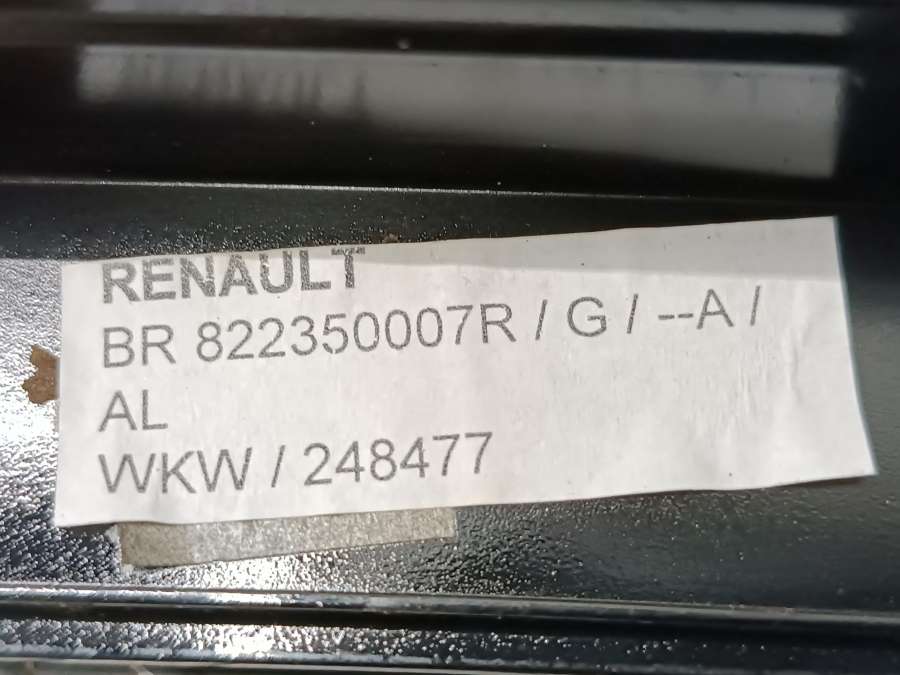 RENAULT
BR 822350007R / G / --A /
AL
WKW / 248477